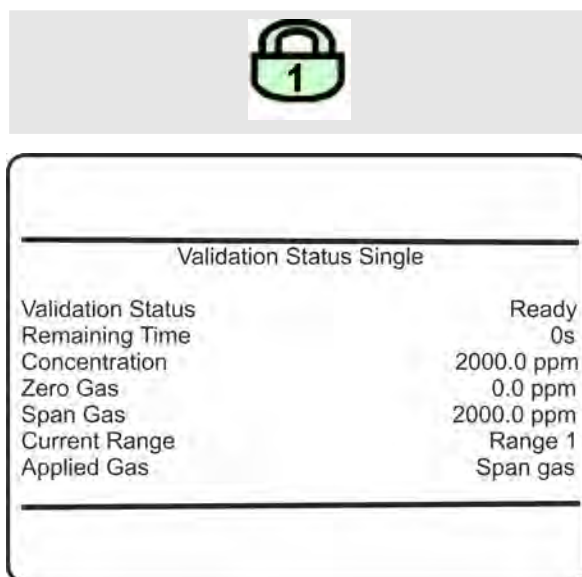 1
Validation Status Single
Validation Status Ready
Remaining Time 0s
Concentration 2000.0 ppm
Zero Gas 0.0 ppm
Span Gas 2000.0 ppm
Current Range Range 1
Applied Gas Span gas